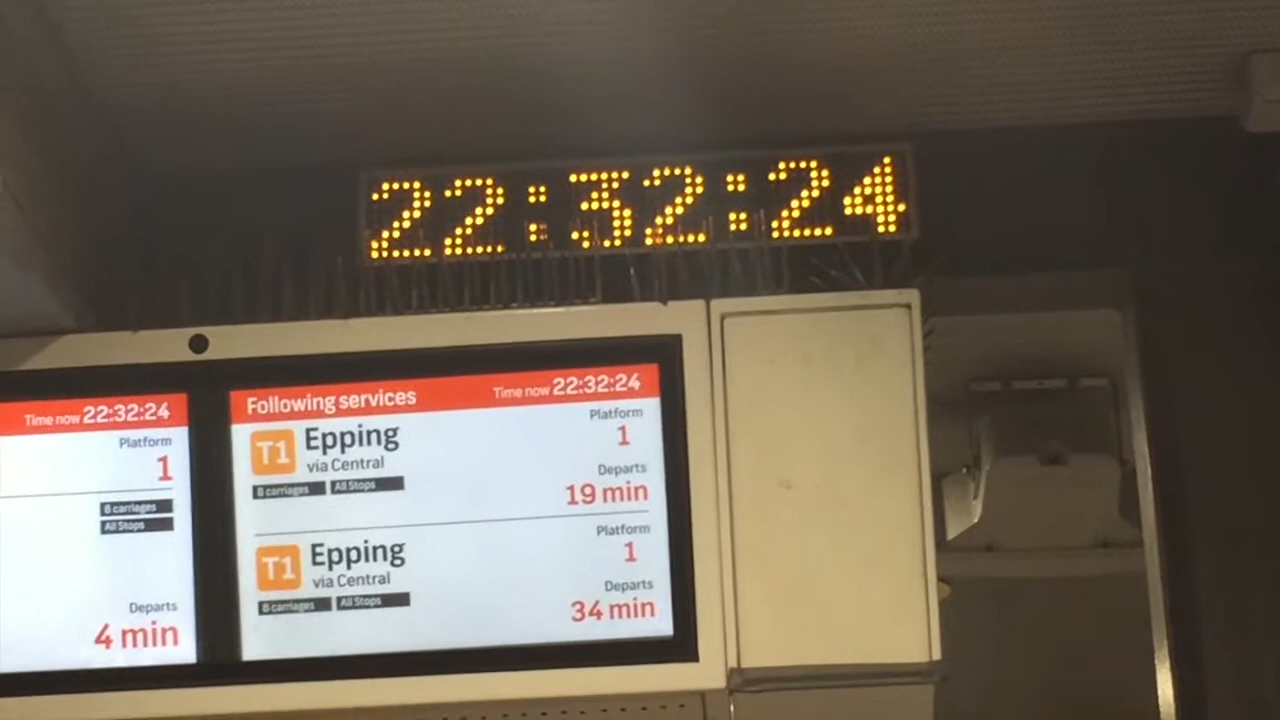 22:32:24
Time now 22:32:24
Platform
1
8 carriages
All Stops
Departs
4 min
Following services Time now 22:32:24
T1 Epping
via Central
8 carriages All Stops
Platform
1
Departs
19 min
T1 Epping
via Central
8 carriages All Stops
Platform
1
Departs
34 min